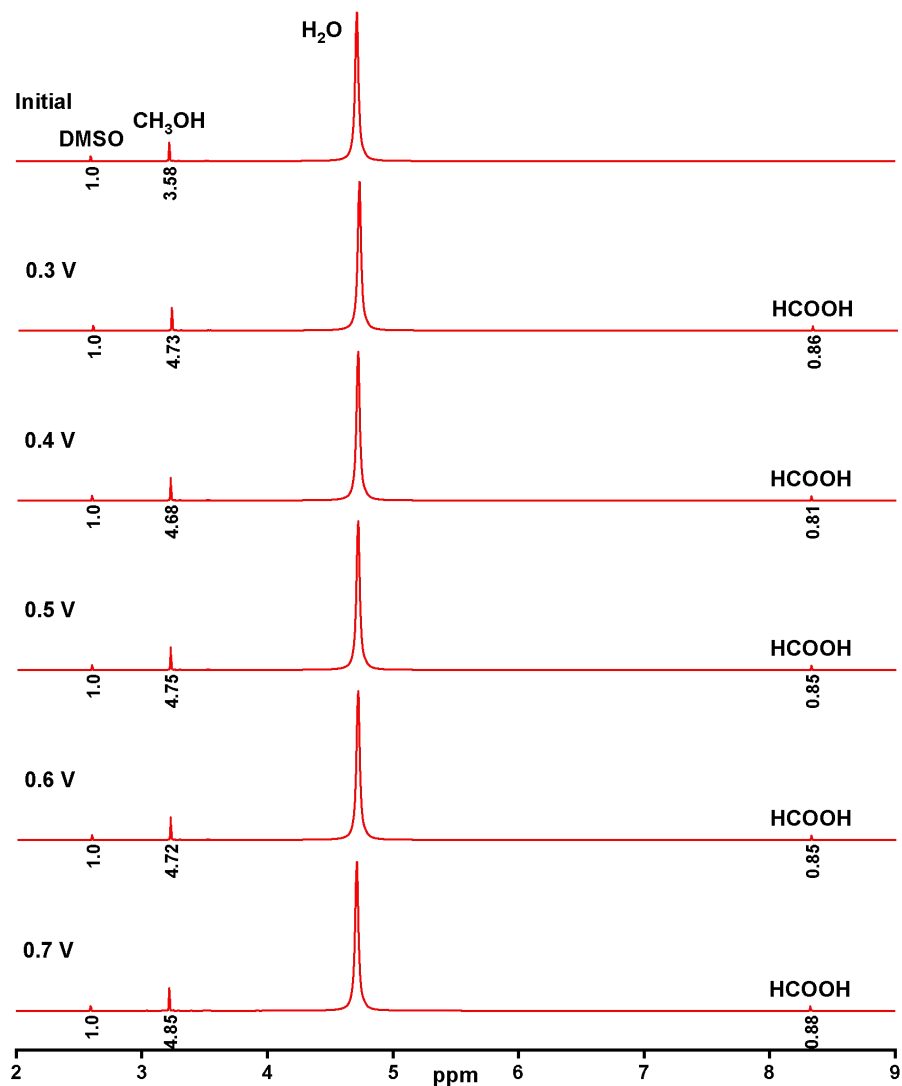 H₂O
Initial
CH₃OH
DMSO
1.0
3.58
0.3 V
HCOOH
1.0
4.73
0.86
0.4 V
HCOOH
1.0
4.68
0.81
0.5 V
HCOOH
1.0
4.75
0.85
0.6 V
HCOOH
1.0
4.72
0.85
0.7 V
HCOOH
1.0
4.85
0.88
2 3 4 5 6 7 8 9
ppm